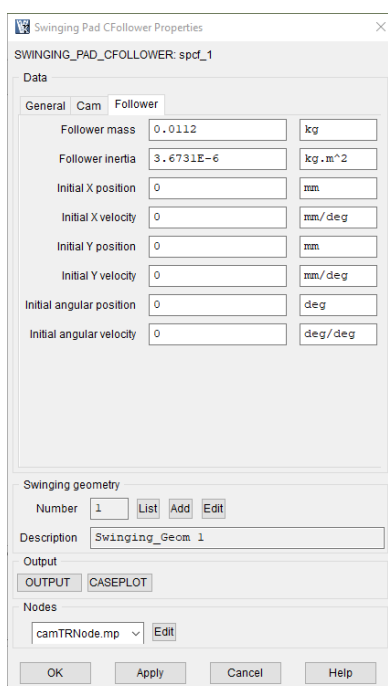 Swinging Pad CFollower Properties
SWINGING_PAD_CFOLLOWER: spcf_1
Data
General Cam Follower
Follower mass 0.0112 kg
Follower inertia 3.6731E-6 kg.m^2
Initial X position 0 mm
Initial X velocity 0 mm/deg
Initial Y position 0 mm
Initial Y velocity 0 mm/deg
Initial angular position 0 deg
Initial angular velocity 0 deg/deg
Swinging geometry
Number 1 List Add Edit
Description Swinging_Geom 1
Output
OUTPUT CASEPLOT
Nodes
camTRNode.mp Edit
OK Apply Cancel Help